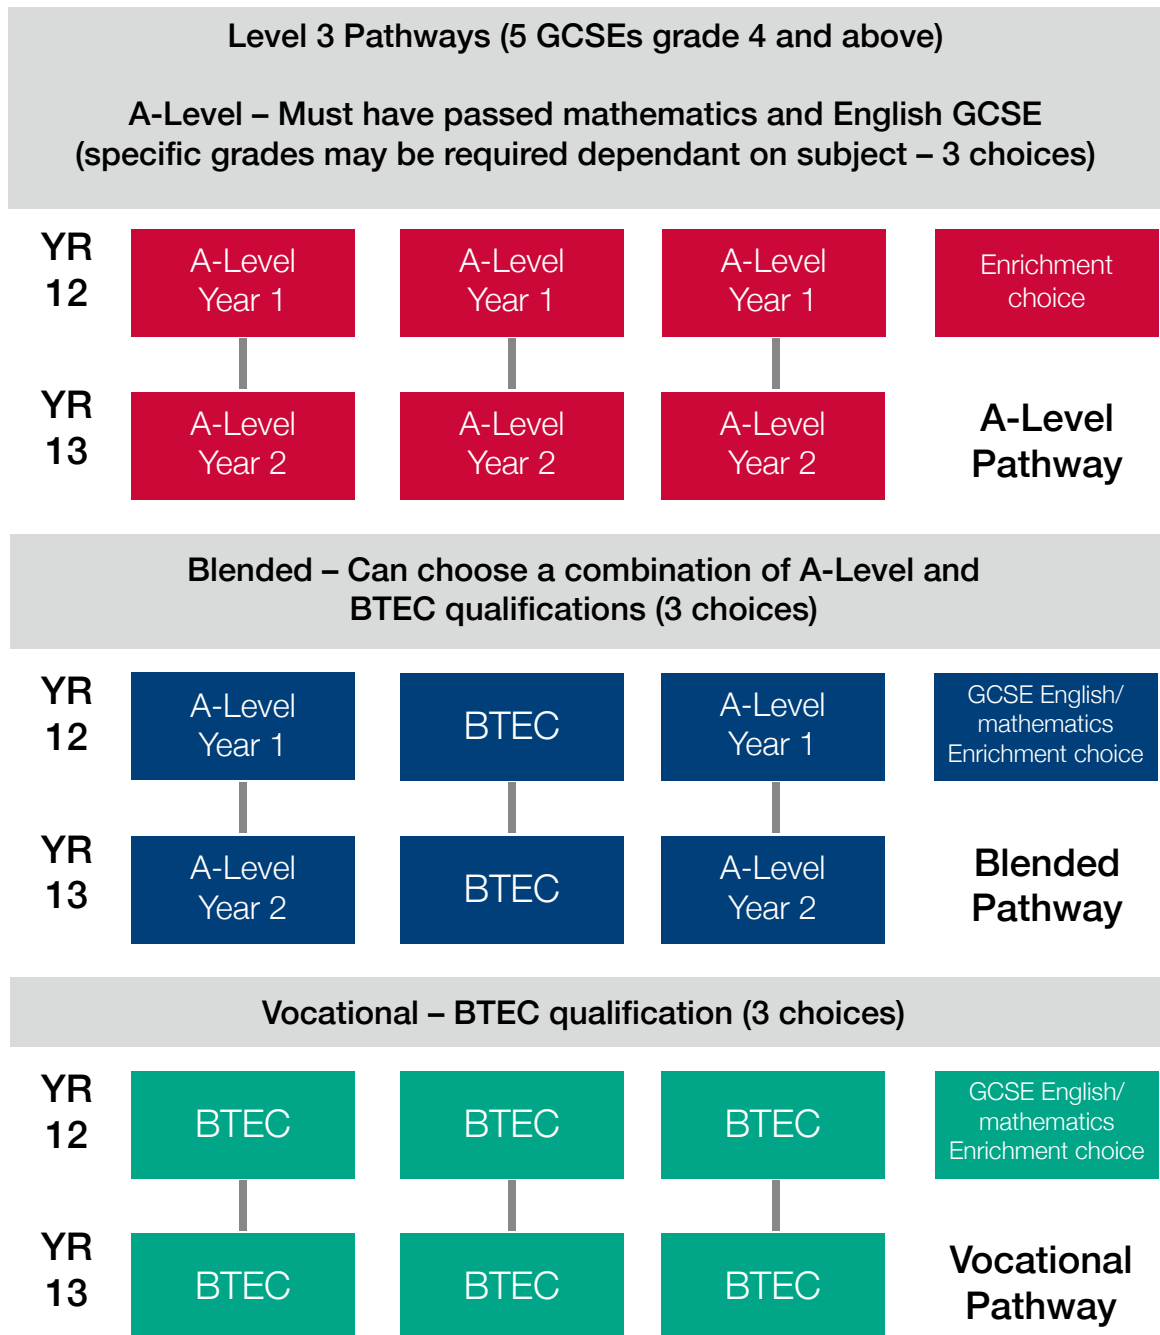 Level 3 Pathways (5 GCSEs grade 4 and above)
A-Level – Must have passed mathematics and English GCSE
(specific grades may be required dependant on subject – 3 choices)
YR
12
A-Level
Year 1
A-Level
Year 1
A-Level
Year 1
Enrichment
choice
YR
13
A-Level
Year 2
A-Level
Year 2
A-Level
Year 2
A-Level
Pathway
Blended – Can choose a combination of A-Level and
BTEC qualifications (3 choices)
YR
12
A-Level
Year 1
BTEC
A-Level
Year 1
GCSE English/
mathematics
Enrichment choice
YR
13
A-Level
Year 2
BTEC
A-Level
Year 2
Blended
Pathway
Vocational – BTEC qualification (3 choices)
YR
12
BTEC
BTEC
BTEC
GCSE English/
mathematics
Enrichment choice
YR
13
BTEC
BTEC
BTEC
Vocational
Pathway